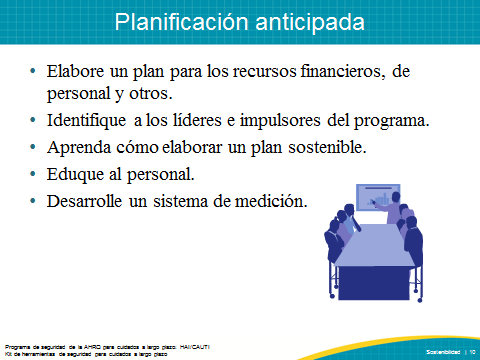 Planificación anticipada
• Elabore un plan para los recursos financieros, de
personal y otros.
• Identifique a los líderes e impulsores del programa.
• Aprenda cómo elaborar un plan sostenible.
• Eduque al personal.
• Desarrolle un sistema de medición.
Programa de seguridad de la AHRQ para cuidados a largo plazo: HAI/CAUTI
Kit de herramientas de seguridad para cuidados a largo plazo
Sostenibilidad | 10